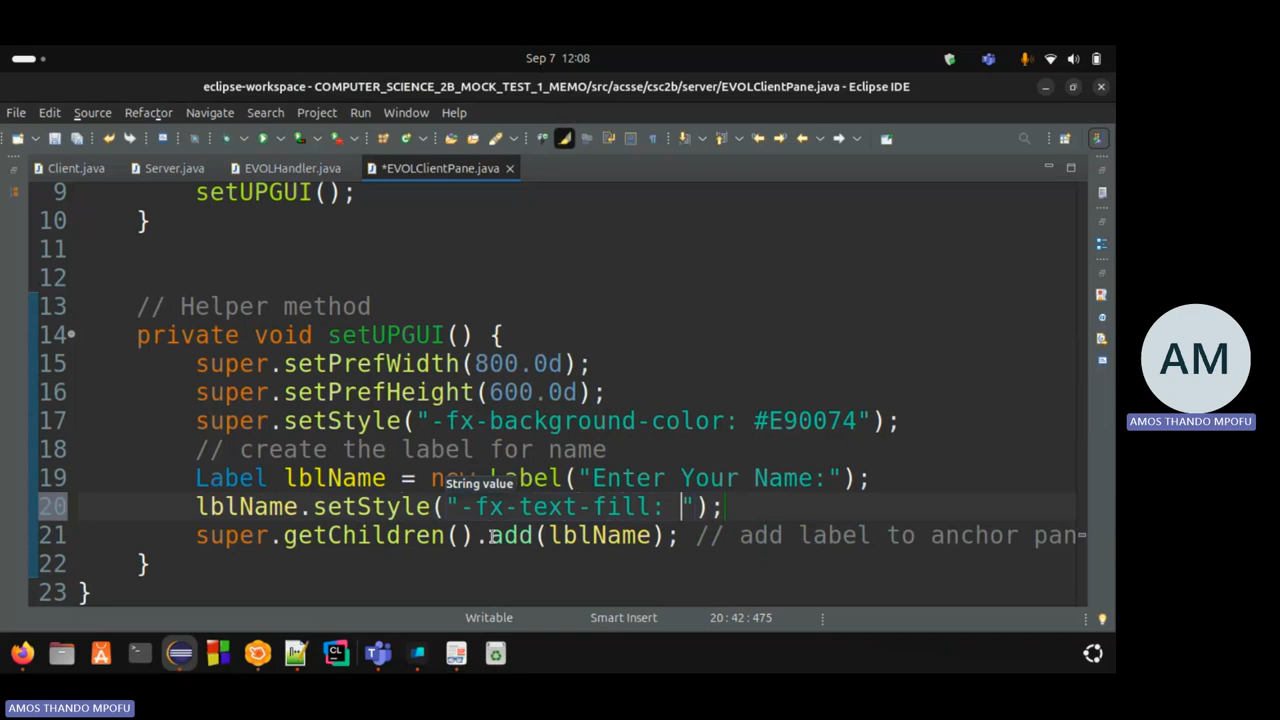 Sep 7 12:08
eclipse-workspace - COMPUTER_SCIENCE_2B_MOCK_TEST_1_MEMO/src/acsse/csc2b/server/EVOLClientPane.java - Eclipse IDE
File Edit Source Refactor Navigate Search Project Run Window Help
Client.java Server.java EVOLHandler.java *EVOLClientPane.java
9 setUPGUI();
10 }
11
12
13 // Helper method
14 private void setUPGUI() {
15 super.setPrefWidth(800.0d);
16 super.setPrefHeight(600.0d);
17 super.setStyle("-fx-background-color: #E90074");
18 // create the label for name
19 Label lblName = new Label("Enter Your Name:");
String value
20 lblName.setStyle("-fx-text-fill: ");
21 super.getChildren().add(lblName); // add label to anchor pan
22 }
23 }
Writable Smart Insert 20:42:475
CL
AM
AMOS THANDO MPOFU
AMOS THANDO MPOFU